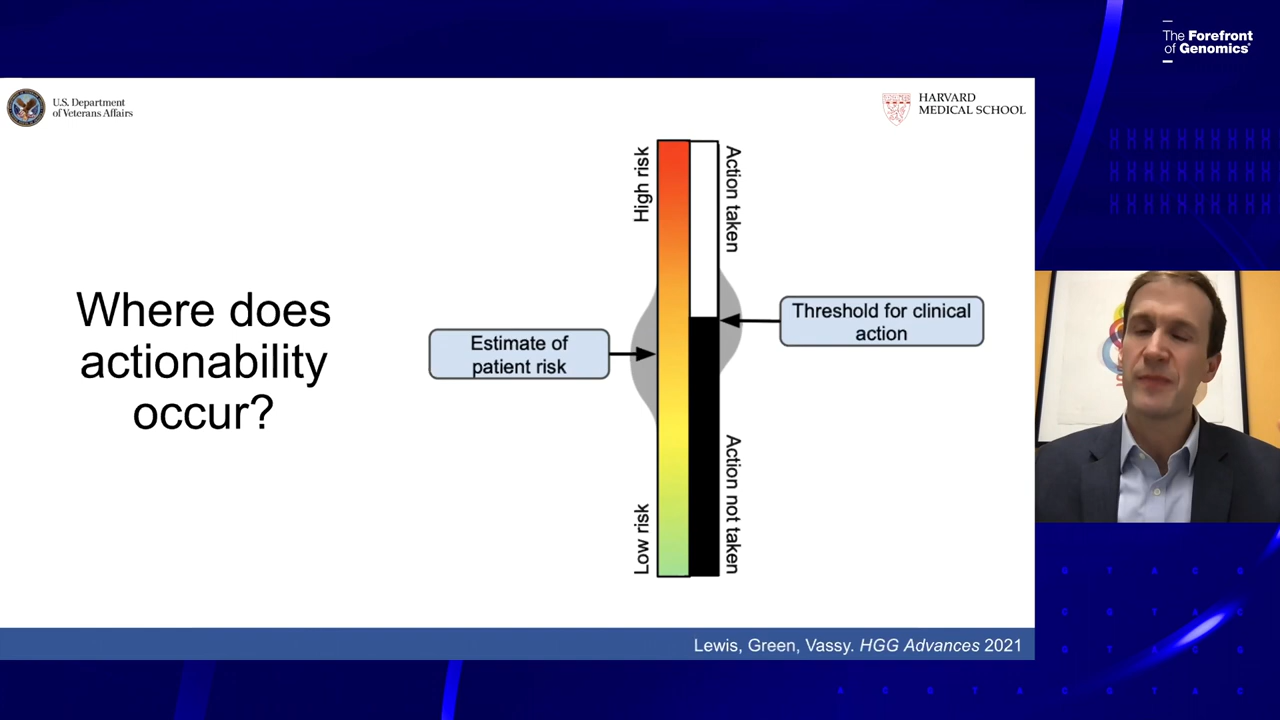 The Forefront
of Genomics®
U.S. Department
of Veterans Affairs
HARVARD
MEDICAL SCHOOL
Where does
actionability
occur?
High risk
Low risk
Action taken
Action not taken
Estimate of
patient risk
Threshold for clinical
action
Lewis, Green, Vassy. HGG Advances 2021